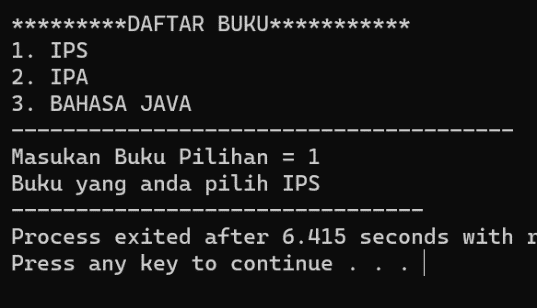 *********DAFTAR BUKU***********
1. IPS
2. IPA
3. BAHASA JAVA
---------------------------------------
Masukan Buku Pilihan = 1
Buku yang anda pilih IPS
--------------------------------
Process exited after 6.415 seconds with
Press any key to continue . . .